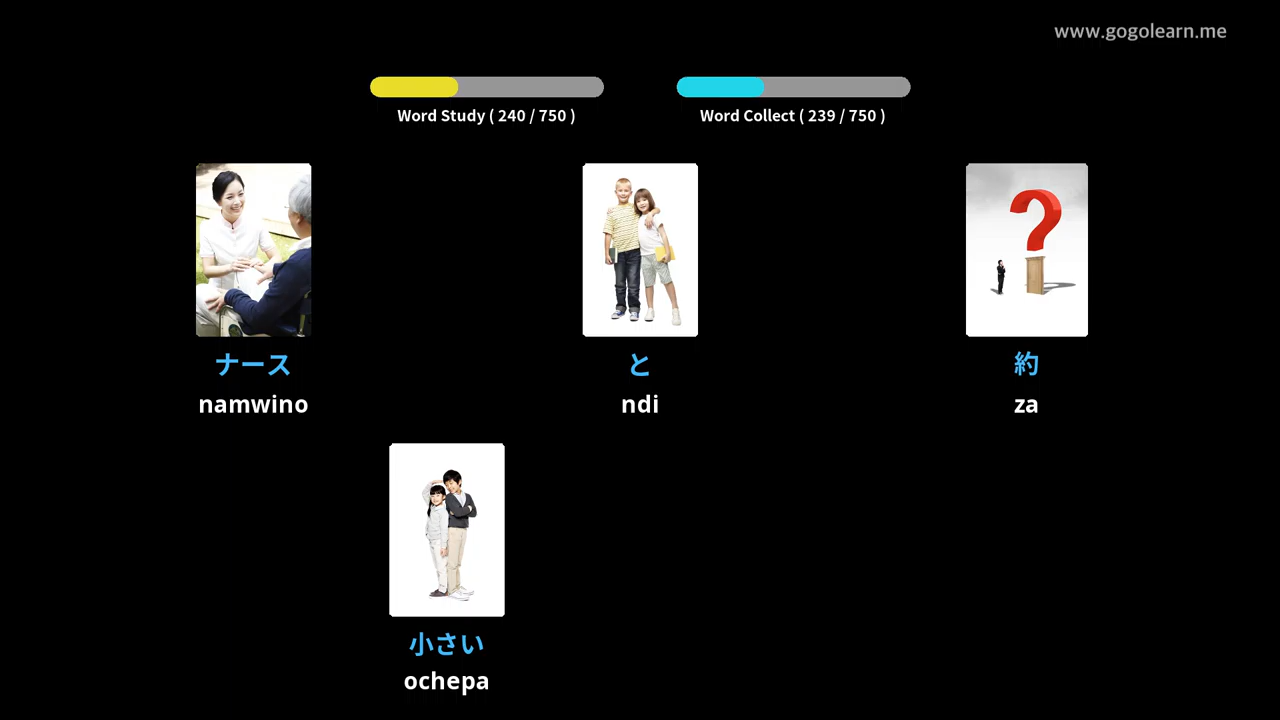 www.gogolearn.me
Word Study ( 240 / 750 )
Word Collect ( 239 / 750 )
ナース
と
約
namwino
ndi
za
小さい
ochepa